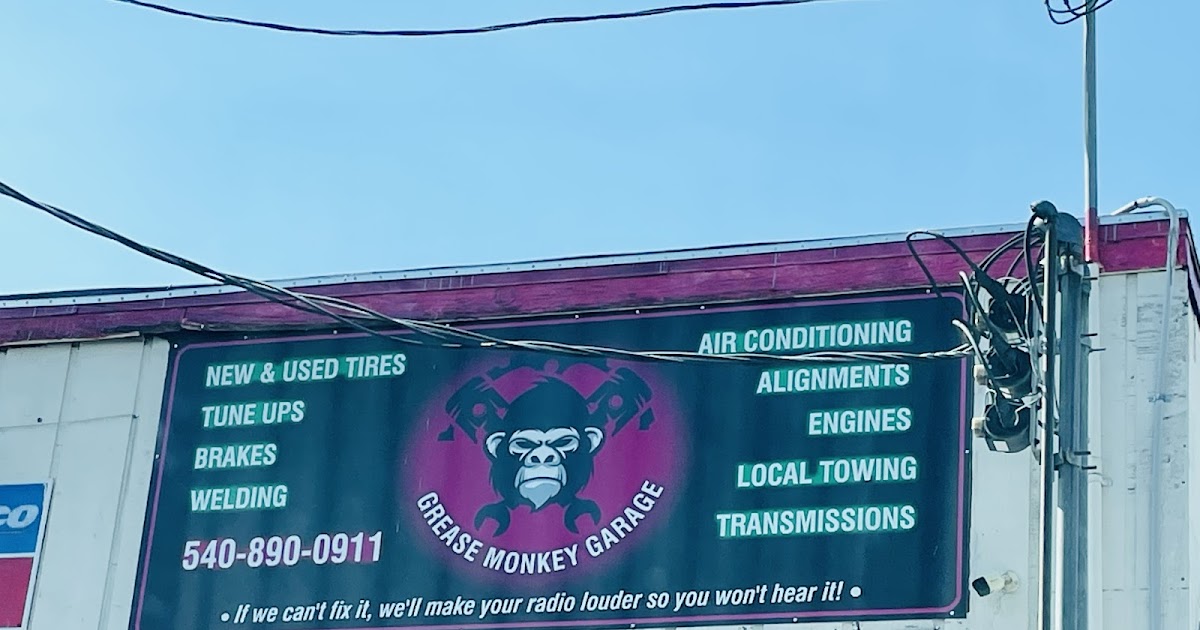 NEW & USED TIRES
TUNE UPS
BRAKES
WELDING
540-890-0911
GREASE MONKEY GARAGE
AIR CONDITIONING
ALIGNMENTS
ENGINES
LOCAL TOWING
TRANSMISSIONS
• If we can't fix it, we'll make your radio louder so you won't hear it! •